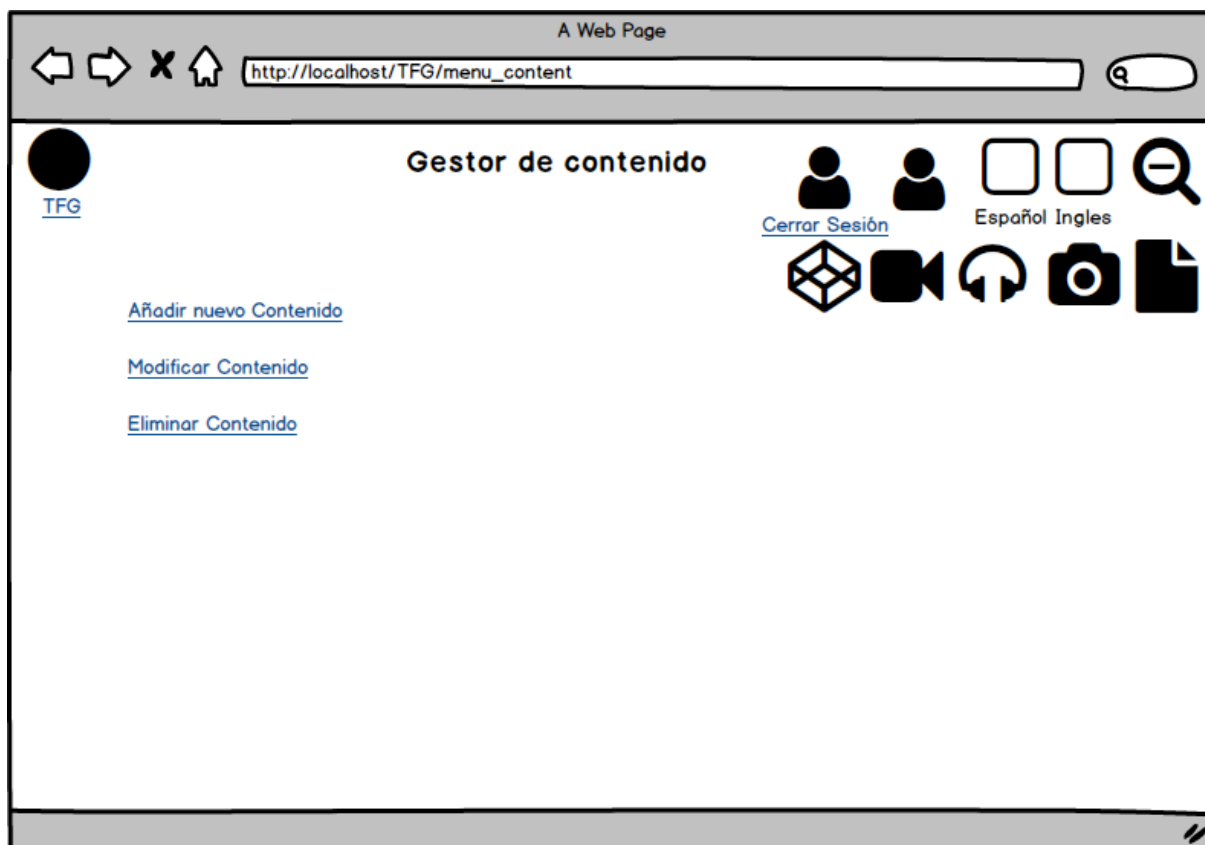 A Web Page
http://localhost/TFG/menu_content
Gestor de contenido
TFG
Cerrar Sesión
Español Ingles
Añadir nuevo Contenido
Modificar Contenido
Eliminar Contenido